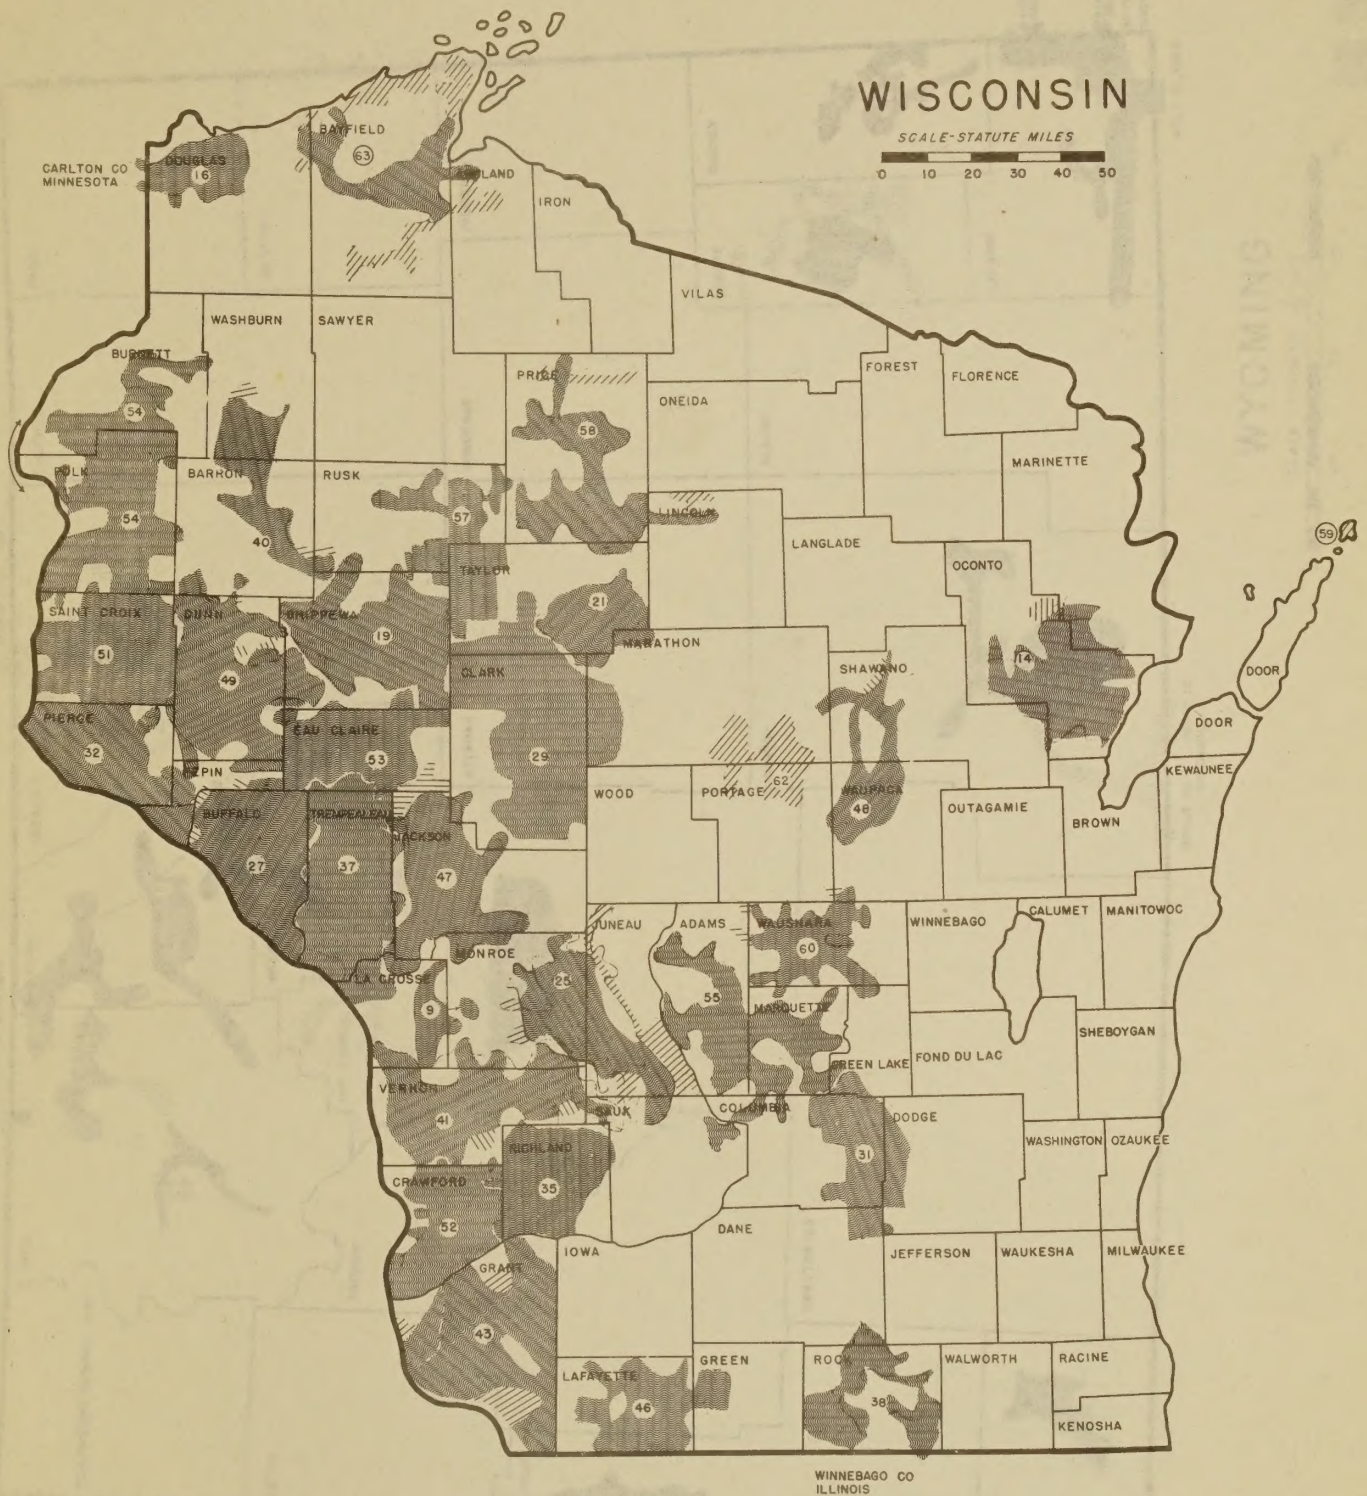 WISCONSIN
SCALE-STATUTE MILES
0 10 20 30 40 50
CARLTON CO
MINNESOTA
DOUGLAS
16
BAYFIELD
63
ASHLAND
IRON
VILAS
WASHBURN
SAWYER
BURNETT
54
PRICE
58
ONEIDA
FOREST
FLORENCE
MARINETTE
POLK
54
BARRON
40
RUSK
57
LINCOLN
LANGLADE
OCONTO
14
59
DOOR
DOOR
TAYLOR
21
SAINT CROIX
51
DUNN
49
CHIPPEWA
19
MARATHON
CLARK
29
SHAWANO
PIERCE
32
PEPIN
EAU CLAIRE
53
WOOD
PORTAGE
62
WAUPACA
48
OUTAGAMIE
BROWN
KEWAUNEE
BUFFALO
27
TREMPEALEAU
37
JACKSON
47
JUNEAU
ADAMS
55
WAUSHARA
60
WINNEBAGO
CALUMET
MANITOWOC
LA CROSSE
9
MONROE
25
MARQUETTE
GREEN LAKE
FOND DU LAC
SHEBOYGAN
VERNON
41
SAUK
COLUMBIA
31
DODGE
WASHINGTON
OZAUKEE
RICHLAND
35
CRAWFORD
52
DANE
IOWA
JEFFERSON
WAUKESHA
MILWAUKEE
GRANT
43
LAFAYETTE
46
GREEN
ROCK
38
WALWORTH
RACINE
KENOSHA
WINNEBAGO CO
ILLINOIS
WYOMING